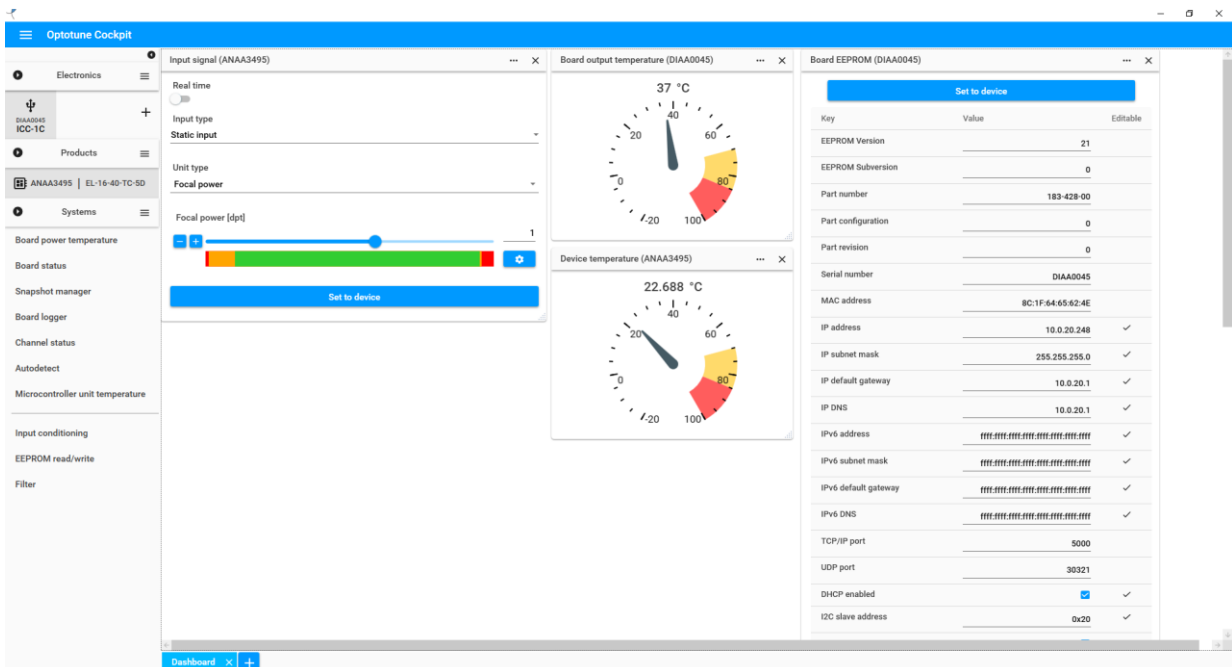 Optotune Cockpit
Electronics
DIAA0045
ICC-1C
+
Products
ANAA3495 | EL-16-40-TC-5D
Systems
Board power temperature
Board status
Snapshot manager
Board logger
Channel status
Autodetect
Microcontroller unit temperature
Input conditioning
EEPROM read/write
Filter
Input signal (ANAA3495)
Real time
Input type
Static input
Unit type
Focal power
Focal power [dpt]
1
Set to device
Board output temperature (DIAA0045)
37 °C
40
20 60
0 80
-20 100
Device temperature (ANAA3495)
22.688 °C
40
20 60
0 80
-20 100
Board EEPROM (DIAA0045)
Set to device
Key Value Editable
EEPROM Version 21
EEPROM Subversion 0
Part number 183-428-00
Part configuration 0
Part revision 0
Serial number DIAA0045
MAC address 8C:1F:64:65:62:4E
IP address 10.0.20.248
IP subnet mask 255.255.255.0
IP default gateway 10.0.20.1
IP DNS 10.0.20.1
IPv6 address ffff:ffff:ffff:ffff:ffff:ffff:ffff:ffff
IPv6 subnet mask ffff:ffff:ffff:ffff:ffff:ffff:ffff:ffff
IPv6 default gateway ffff:ffff:ffff:ffff:ffff:ffff:ffff:ffff
IPv6 DNS ffff:ffff:ffff:ffff:ffff:ffff:ffff:ffff
TCP/IP port 5000
UDP port 30321
DHCP enabled
I2C slave address 0x20
Dashboard